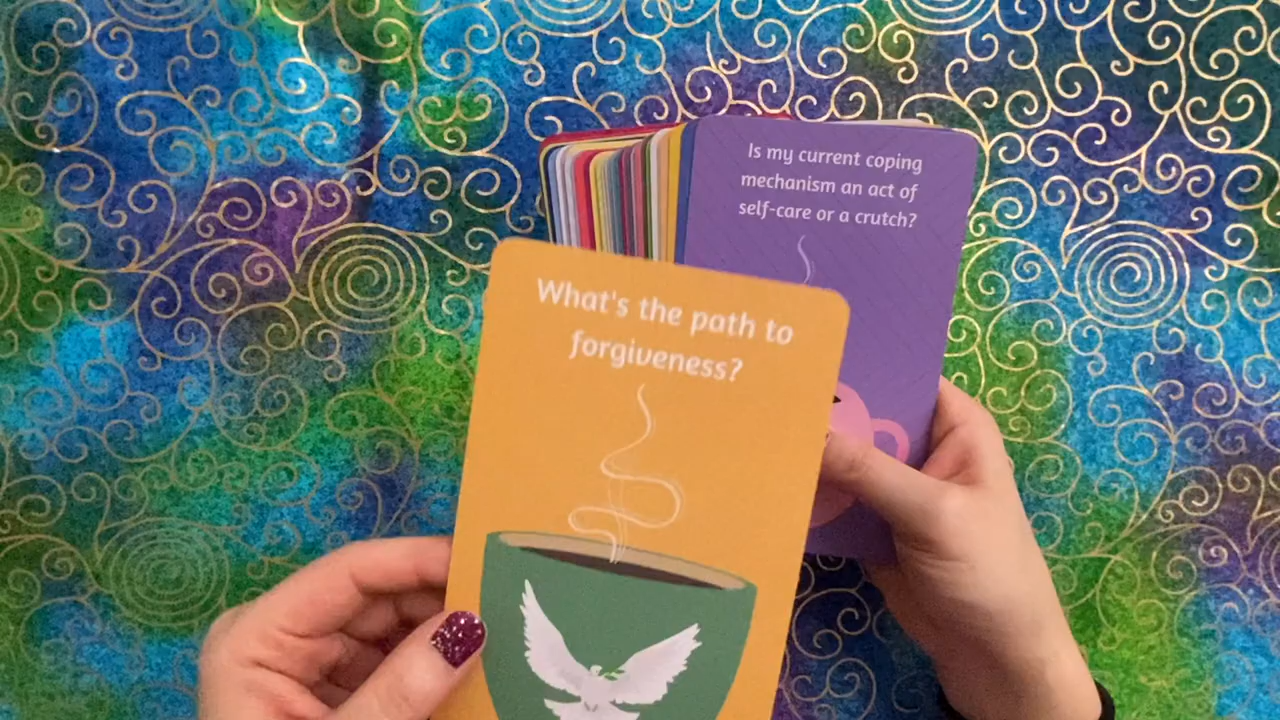 Is my current coping
mechanism an act of
self-care or a crutch?
What's the path to
forgiveness?